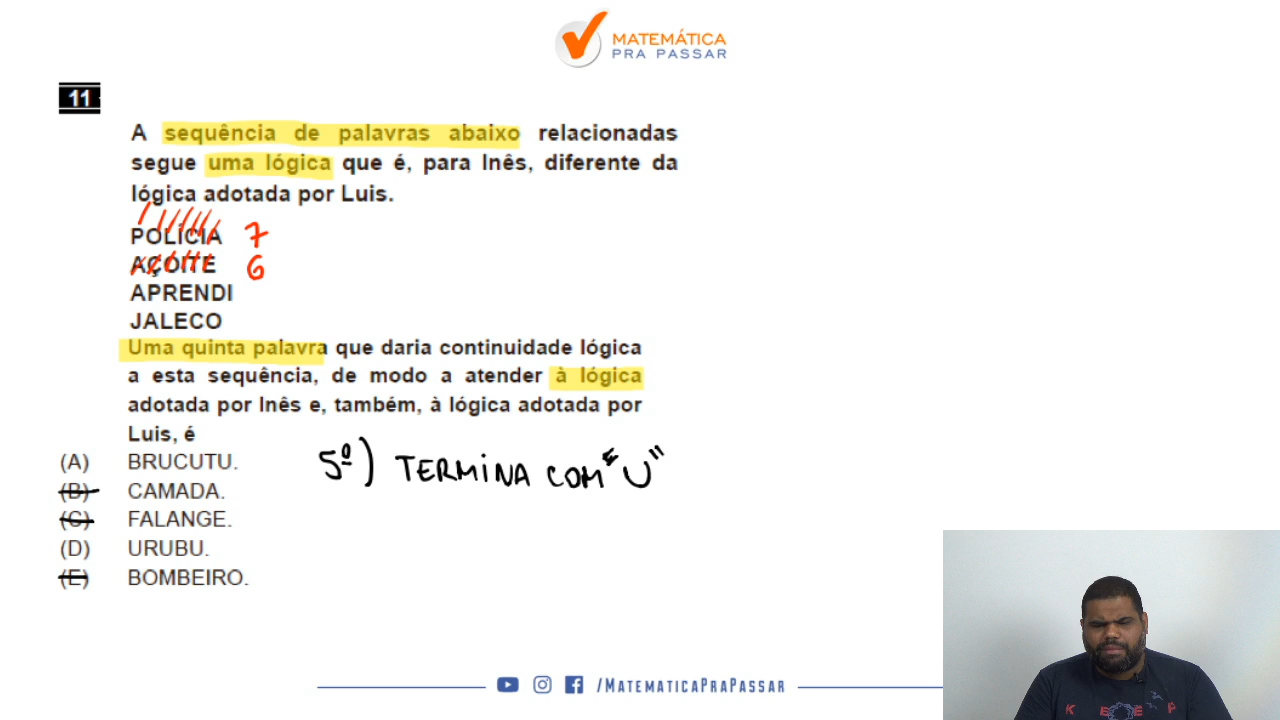 MATEMÁTICA
PRA PASSAR
11
A sequência de palavras abaixo relacionadas
segue uma lógica que é, para Inês, diferente da
lógica adotada por Luis.
POLÍCIA 7
AÇOITE 6
APRENDI
JALECO
Uma quinta palavra que daria continuidade lógica
a esta sequência, de modo a atender à lógica
adotada por Inês e, também, à lógica adotada por
Luis, é
(A) BRUCUTU.
(B) CAMADA.
(C) FALANGE.
(D) URUBU.
(E) BOMBEIRO.
5º) TERMINA COM "U"
/MATEMATICAPRAPASSAR